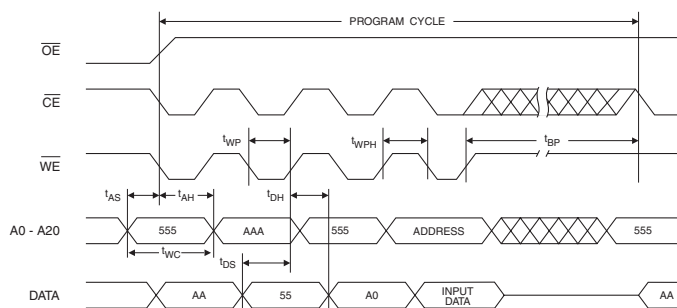 PROGRAM CYCLE
OE
CE
tWP
tWPH
tBP
WE
tAS
tAH
tDH
A0 - A20
555
AAA
555
ADDRESS
555
tWC
tDS
DATA
AA
55
A0
INPUT
DATA
AA